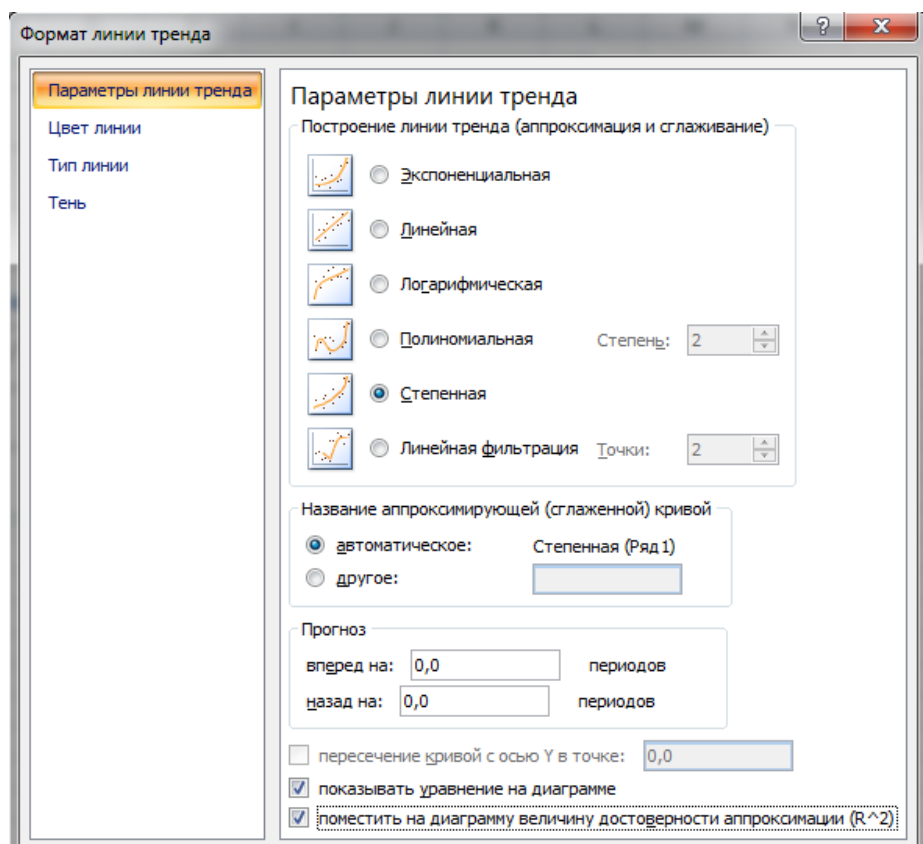 Формат линии тренда
Параметры линии тренда
Цвет линии
Тип линии
Тень
Параметры линии тренда
Построение линии тренда (аппроксимация и сглаживание)
Экспоненциальная
Линейная
Логарифмическая
Полиномиальная Степень: 2
Степенная
Линейная фильтрация Точки: 2
Название аппроксимирующей (сглаженной) кривой
автоматическое: Степенная (Ряд1)
другое:
Прогноз
вперед на: 0,0 периодов
назад на: 0,0 периодов
пересечение кривой с осью Y в точке: 0,0
показывать уравнение на диаграмме
поместить на диаграмму величину достоверности аппроксимации (R^2)